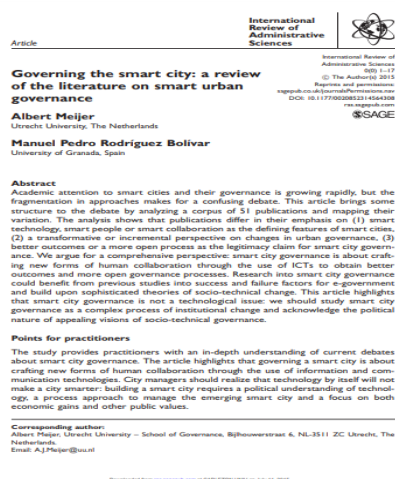 International
Review of
Administrative
Sciences
Article
International Review of
Administrative Sciences
0(0) 1–17
© The Author(s) 2015
Reprints and permissions:
sagepub.co.uk/journalsPermissions.nav
DOI: 10.1177/0020852314564308
ras.sagepub.com
SAGE
Governing the smart city: a review
of the literature on smart urban
governance
Albert Meijer
Utrecht University, The Netherlands
Manuel Pedro Rodríguez Bolívar
University of Granada, Spain
Abstract
Academic attention to smart cities and their governance is growing rapidly, but the
fragmentation in approaches makes for a confusing debate. This article brings some
structure to the debate by analyzing a corpus of 51 publications and mapping their
variation. The analysis shows that publications differ in their emphasis on (1) smart
technology, smart people or smart collaboration as the defining features of smart cities,
(2) a transformative or incremental perspective on changes in urban governance, (3)
better outcomes or a more open process as the legitimacy claim for smart city govern-
ance. We argue for a comprehensive perspective: smart city governance is about craft-
ing new forms of human collaboration through the use of ICTs to obtain better
outcomes and more open governance processes. Research into smart city governance
could benefit from previous studies into success and failure factors for e-government
and build upon sophisticated theories of socio-technical change. This article highlights
that smart city governance is not a technological issue: we should study smart city
governance as a complex process of institutional change and acknowledge the political
nature of appealing visions of socio-technical governance.
Points for practitioners
The study provides practitioners with an in-depth understanding of current debates
about smart city governance. The article highlights that governing a smart city is about
crafting new forms of human collaboration through the use of information and com-
munication technologies. City managers should realize that technology by itself will not
make a city smarter: building a smart city requires a political understanding of technol-
ogy, a process approach to manage the emerging smart city and a focus on both
economic gains and other public values.
Corresponding author:
Albert Meijer, Utrecht University – School of Governance, Bijlhouwerstraat 6, NL-3511 ZC Utrecht, The
Netherlands.
Email: A.J.Meijer@uu.nl